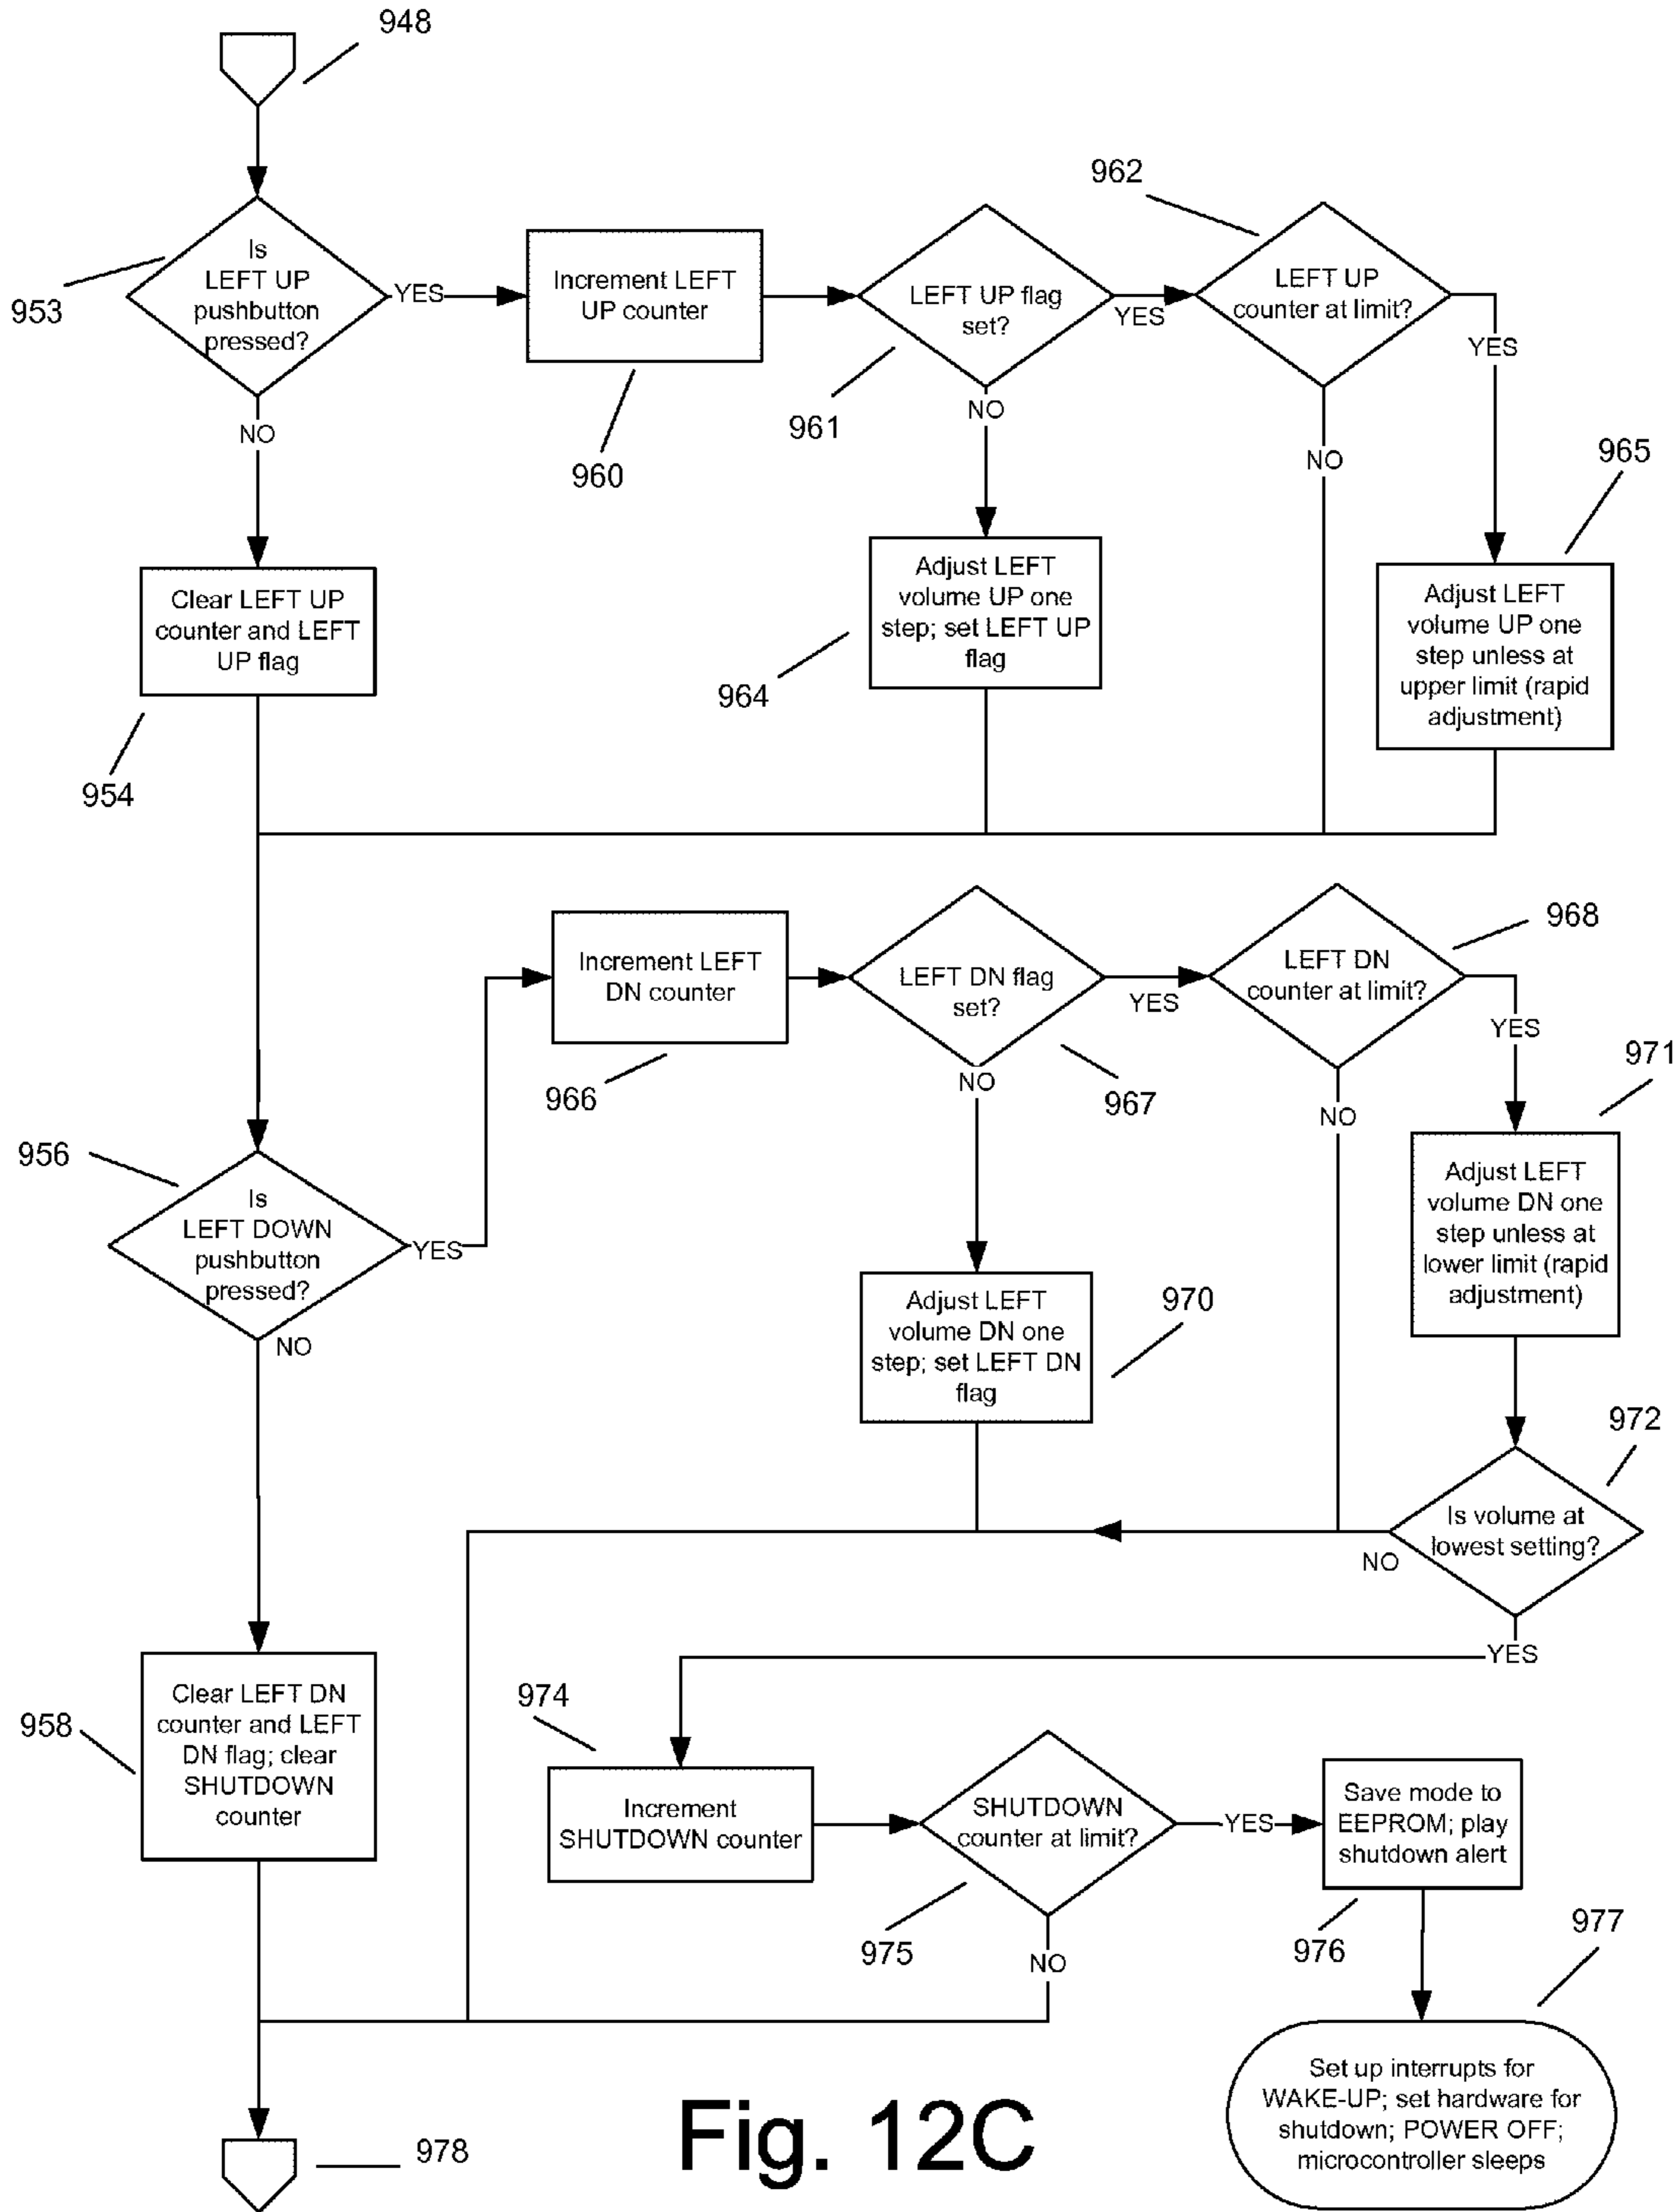 948
Is
LEFT UP
pushbutton
pressed?
953
YES
NO
Increment LEFT
UP counter
960
LEFT UP flag
set?
961
YES
NO
962
LEFT UP
counter at limit?
YES
NO
965
Clear LEFT UP
counter and LEFT
UP flag
954
Adjust LEFT
volume UP one
step; set LEFT UP
flag
964
Adjust LEFT
volume UP one
step unless at
upper limit (rapid
adjustment)
Increment LEFT
DN counter
966
LEFT DN flag
set?
967
YES
NO
LEFT DN
counter at limit?
968
YES
NO
971
956
Is
LEFT DOWN
pushbutton
pressed?
YES
NO
Adjust LEFT
volume DN one
step; set LEFT DN
flag
970
Adjust LEFT
volume DN one
step unless at
lower limit (rapid
adjustment)
972
Is volume at
lowest setting?
NO
YES
958
Clear LEFT DN
counter and LEFT
DN flag; clear
SHUTDOWN
counter
974
Increment
SHUTDOWN counter
SHUTDOWN
counter at limit?
975
YES
NO
Save mode to
EEPROM; play
shutdown alert
976
977
Set up interrupts for
WAKE-UP; set hardware for
shutdown; POWER OFF;
microcontroller sleeps
978
Fig. 12C